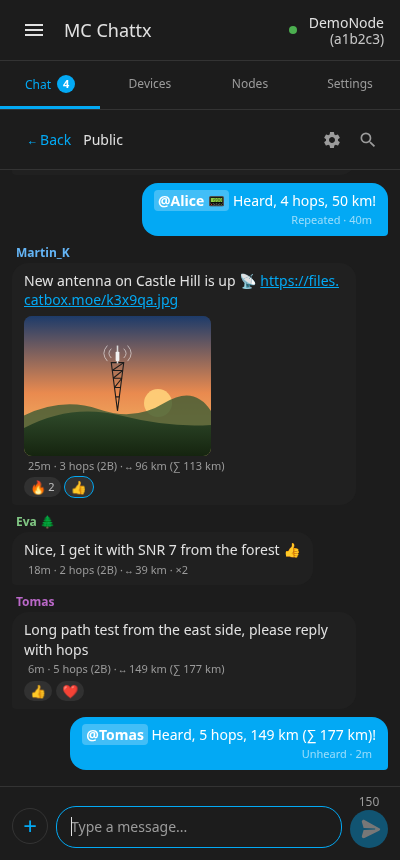 MC Chattx
DemoNode
(a1b2c3)
Chat 4
Devices
Nodes
Settings
←Back
Public
@Alice 📟 Heard, 4 hops, 50 km!
Repeated · 40m
Martin_K
New antenna on Castle Hill is up 📡 https://files.
catbox.moe/k3x9qa.jpg
25m · 3 hops (2B) · ↔ 96 km (∑ 113 km)
🔥 2 👍
Eva 🌲
Nice, I get it with SNR 7 from the forest 👍
18m · 2 hops (2B) · ↔ 39 km · ×2
Tomas
Long path test from the east side, please reply
with hops
6m · 5 hops (2B) · ↔ 149 km (∑ 177 km)
👍 ❤️
@Tomas Heard, 5 hops, 149 km (∑ 177 km)!
Unheard · 2m
150
+
Type a message...